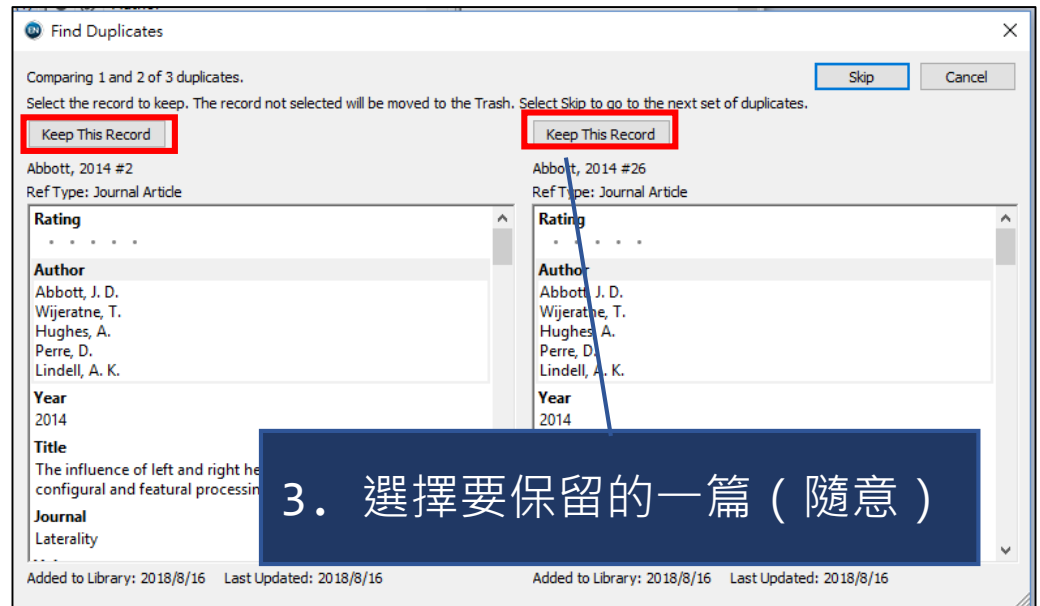 Find Duplicates
Comparing 1 and 2 of 3 duplicates.
Skip
Cancel
Select the record to keep. The record not selected will be moved to the Trash. Select Skip to go to the next set of duplicates.
Keep This Record
Keep This Record
Abbott, 2014 #2
Ref Type: Journal Article
Rating
Author
Abbott, J. D.
Wijeratne, T.
Hughes, A.
Perre, D.
Lindell, A. K.
Year
2014
Title
The influence of left and right he
configural and featural processin
Journal
Laterality
Added to Library: 2018/8/16 Last Updated: 2018/8/16
Abbott, 2014 #26
Ref Type: Journal Article
Rating
Author
Abbott, J. D.
Wijeratne, T.
Hughes, A.
Perre, D.
Lindell, A. K.
Year
2014
3. 選擇要保留的一篇（隨意）
Added to Library: 2018/8/16 Last Updated: 2018/8/16